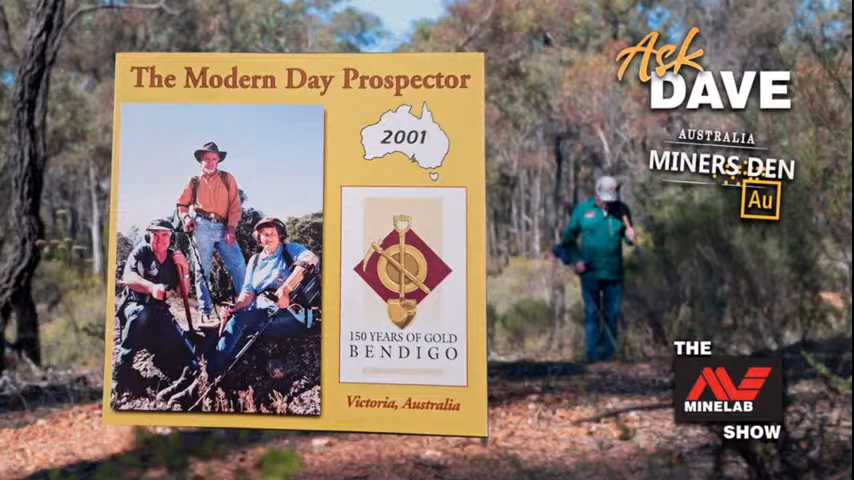 The Modern Day Prospector
2001
150 YEARS OF GOLD
BENDIGO
Victoria, Australia
Ask
DAVE
AUSTRALIA
MINERS DEN
Au
THE
MINELAB
SHOW